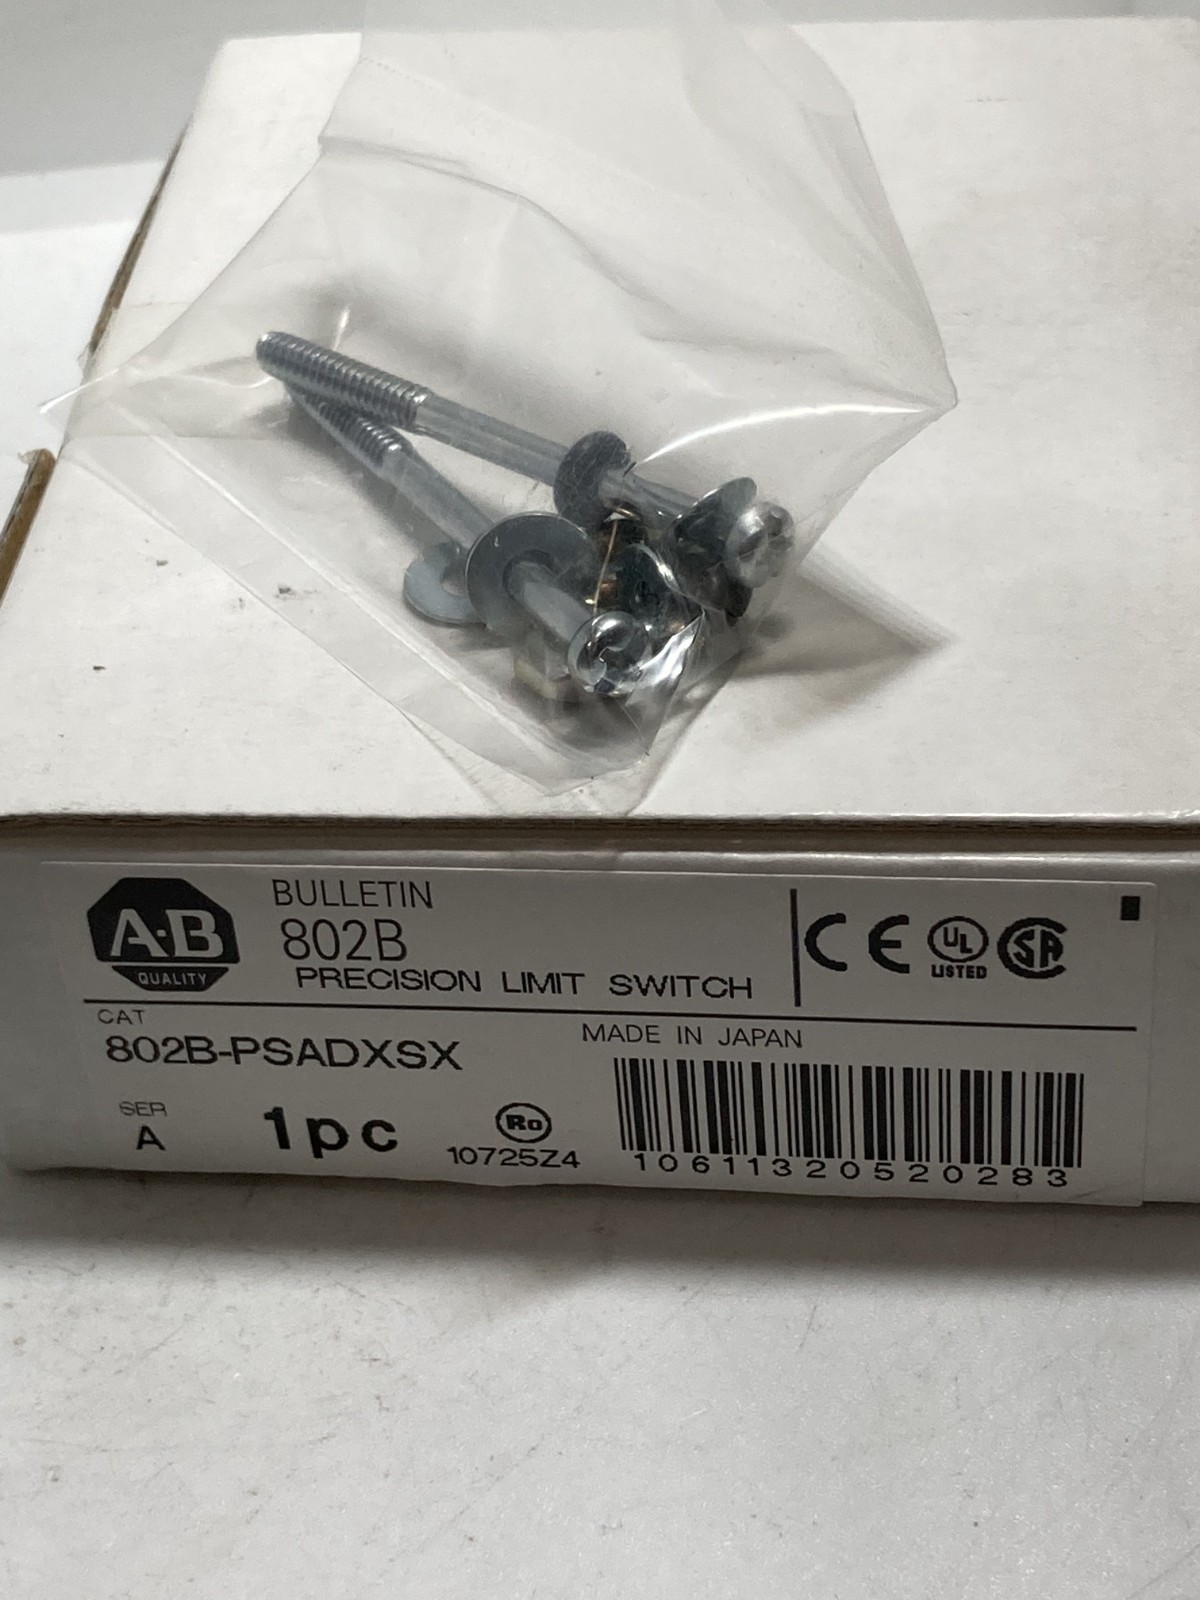 A·B
QUALITY
BULLETIN
802B
PRECISION LIMIT SWITCH
CE
UL
LISTED
SA
CAT
802B-PSADXSX
MADE IN JAPAN
SER
A
1pc
Ro
10725Z4
10611320520283